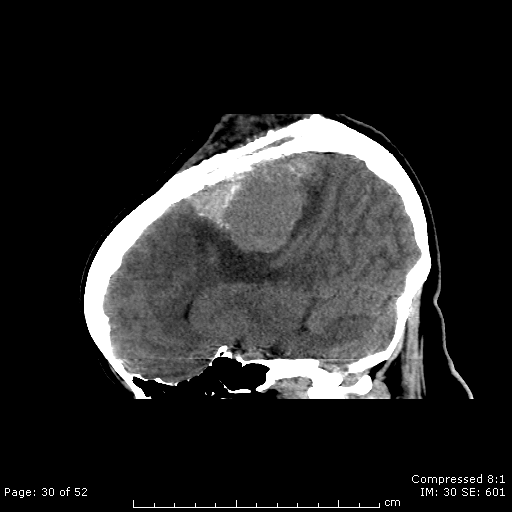 Compressed 8:1
Page: 30 of 52
IM: 30 SE: 601
cm